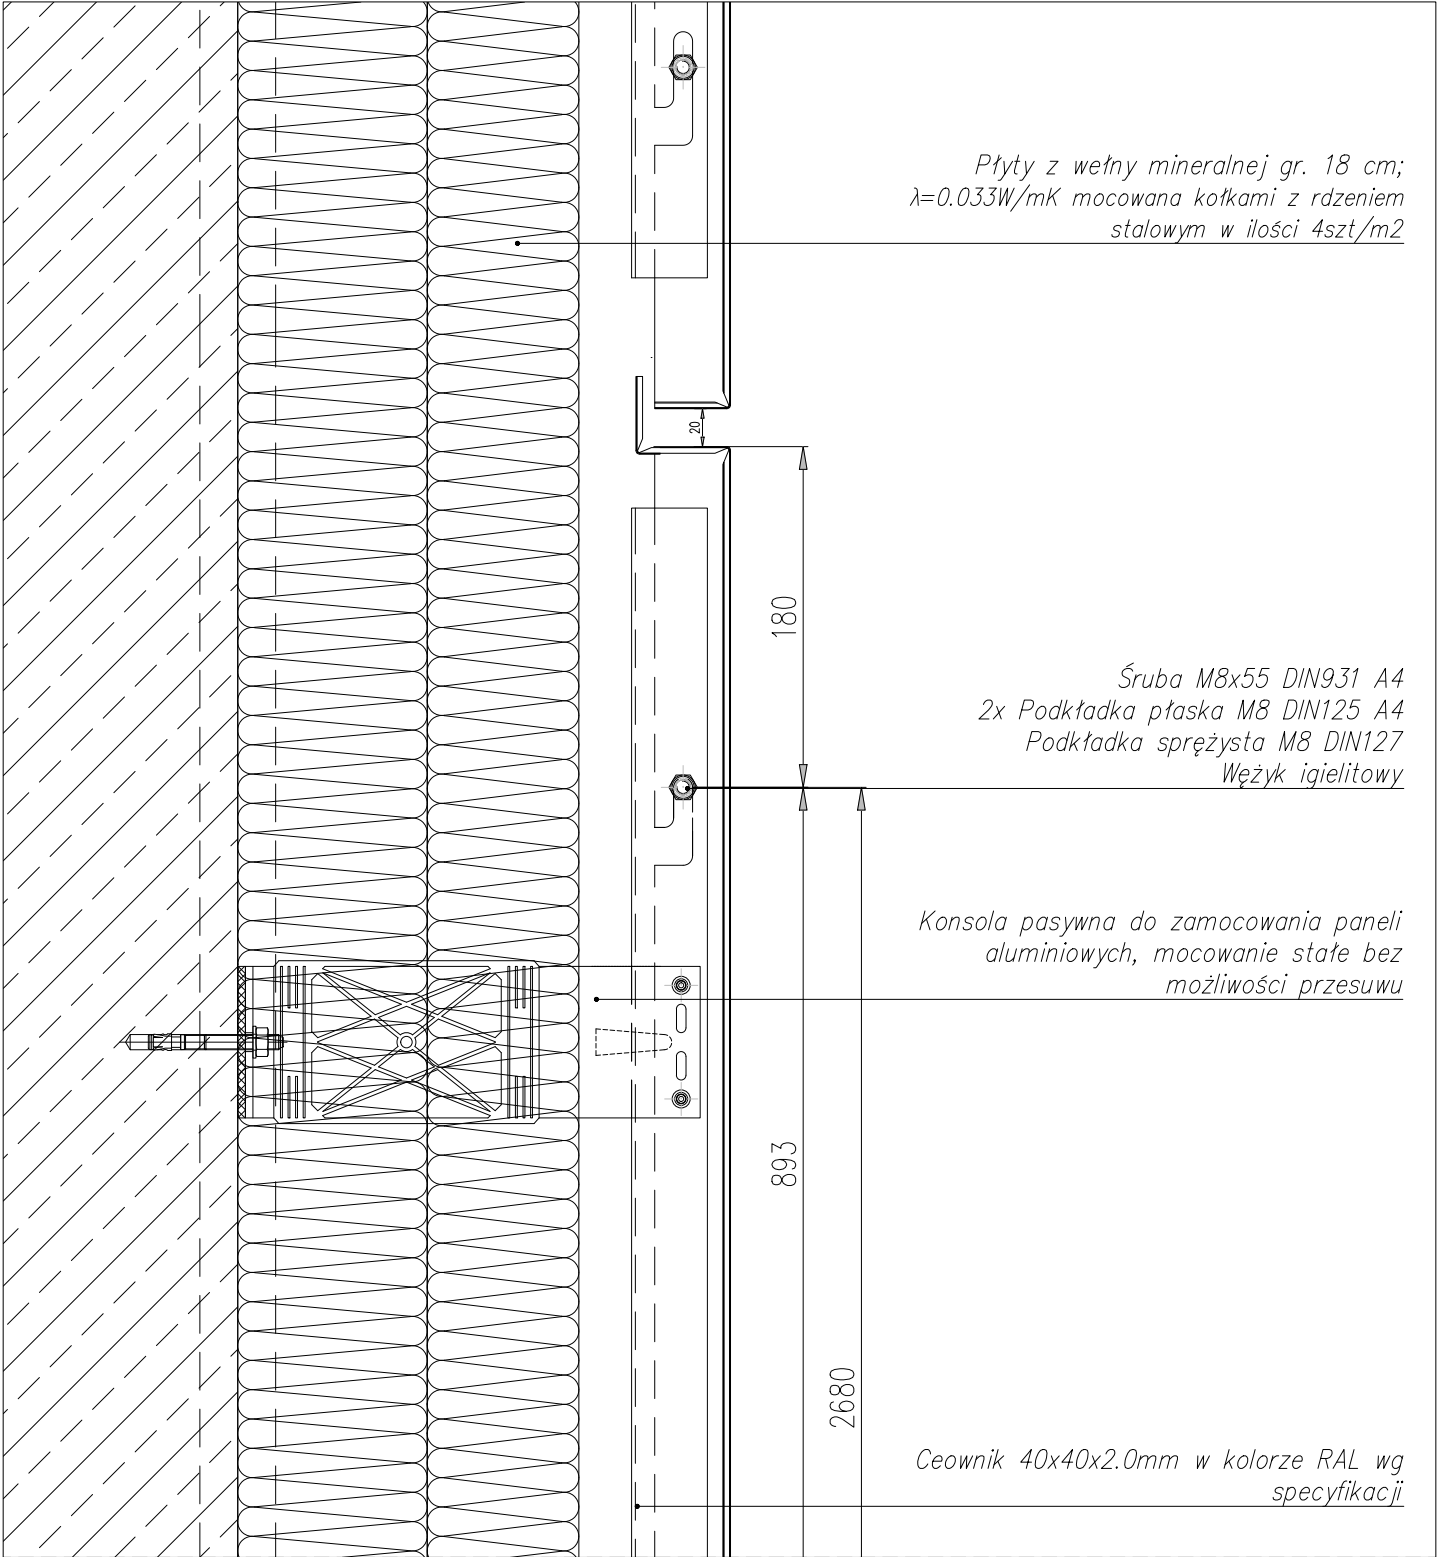 Płyty z wełny mineralnej gr. 18 cm;
λ=0.033W/mK mocowana kołkami z rdzeniem
stalowym w ilości 4szt/m2
20
180
Śruba M8x55 DIN931 A4
2x Podkładka płaska M8 DIN125 A4
Podkładka sprężysta M8 DIN127
Wężyk igielitowy
Konsola pasywna do zamocowania paneli
aluminiowych, mocowanie stałe bez
możliwości przesuwu
893
2680
Ceownik 40x40x2.0mm w kolorze RAL wg
specyfikacji